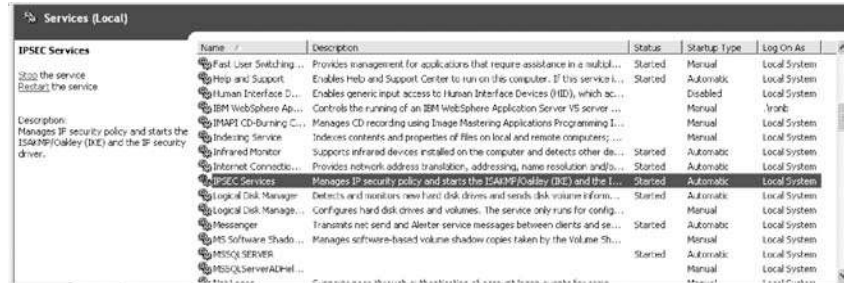 Services (Local)
IPSEC Services
Stop the service
Restart the service
Description:
Manages IP security policy and starts the
ISAKMP/Oakley (IKE) and the IP security
driver.
Name / Description Status Startup Type Log On As
Fast User Switching ... Provides management for applications that require assistance in a multipl... Started Manual Local System
Help and Support Enables Help and Support Center to run on this computer. If this service i... Started Automatic Local System
Human Interface D... Enables generic input access to Human Interface Devices (HID), which ac... Disabled Local System
IBM WebSphere Ap... Controls the running of an IBM WebSphere Application Server V5 server ... Manual .\ronb
IMAPI CD-Burning C... Manages CD recording using Image Mastering Applications Programming I... Manual Local System
Indexing Service Indexes contents and properties of files on local and remote computers; ... Manual Local System
Infrared Monitor Supports infrared devices installed on the computer and detects other de... Started Automatic Local System
Internet Connectio... Provides network address translation, addressing, name resolution and/o... Started Automatic Local System
IPSEC Services Manages IP security policy and starts the ISAKMP/Oakley (IKE) and the I... Started Automatic Local System
Logical Disk Manager Detects and monitors new hard disk drives and sends disk volume inform... Started Automatic Local System
Logical Disk Manage... Configures hard disk drives and volumes. The service only runs for config... Manual Local System
Messenger Transmits net send and Alerter service messages between clients and se... Started Automatic Local System
MS Software Shado... Manages software-based volume shadow copies taken by the Volume Sh... Manual Local System
MSSQLSERVER Started Automatic Local System
MSSQLServerADHel... Manual Local System